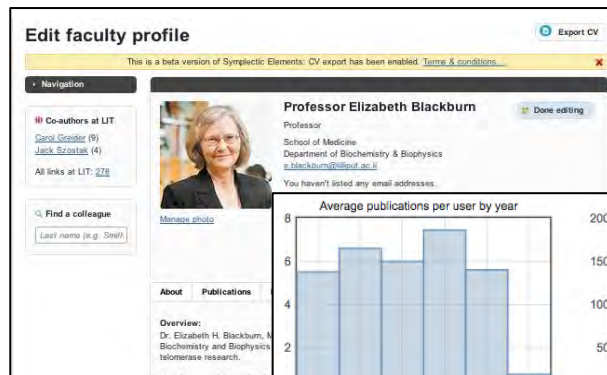 Edit faculty profile
Export CV
This is a beta version of Symplectic Elements: CV export has been enabled. Terms & conditions...
Navigation
Co-authors at LIT
Carol Greider (9)
Jack Szostak (4)
All links at LIT: 278
Find a colleague
Last name (e.g. Smith
Professor Elizabeth Blackburn
Done editing
Professor
School of Medicine
Department of Biochemistry & Biophysics
e.blackburn@lilliput.ac.li
You haven't listed any email addresses.
Manage photo
About Publications
Overview:
Dr. Elizabeth H. Blackburn, M
Biochemistry and Biophysics
telomerase research.
Average publications per user by year
8
6
4
2
200
150
100
50